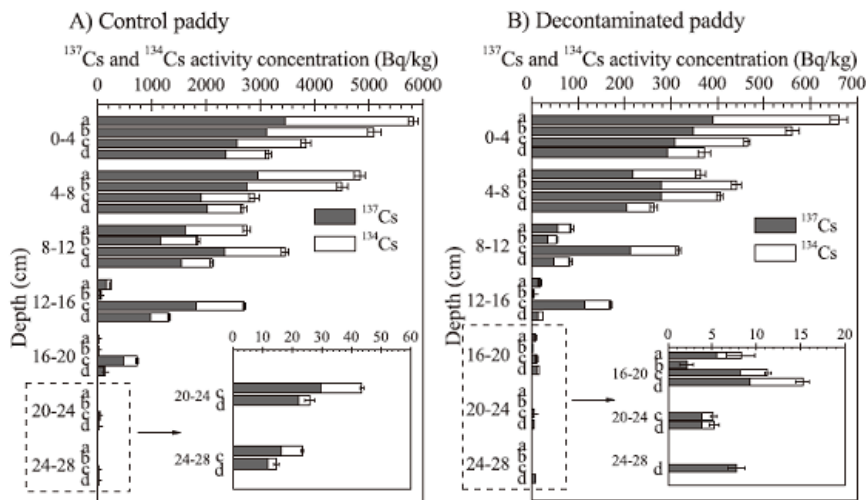 A) Control paddy
¹³⁷Cs and ¹³⁴Cs activity concentration (Bq/kg)
0 1000 2000 3000 4000 5000 6000
Depth (cm)
0-4 a b c d
4-8 a b c d
8-12 a b c d
12-16 a b c d
16-20 a b c d
20-24 a b c d
24-28 a b c d
¹³⁷Cs
¹³⁴Cs
0 10 20 30 40 50 60
20-24 c d
24-28 c d
B) Decontaminated paddy
¹³⁷Cs and ¹³⁴Cs activity concentration (Bq/kg)
0 100 200 300 400 500 600 700
Depth (cm)
0-4 a b c d
4-8 a b c d
8-12 a b c d
12-16 a b c d
16-20 a b c d
20-24 a b c d
24-28 a b c d
¹³⁷Cs
¹³⁴Cs
0 5 10 15 20
16-20 a b c d
20-24 c d
24-28 d